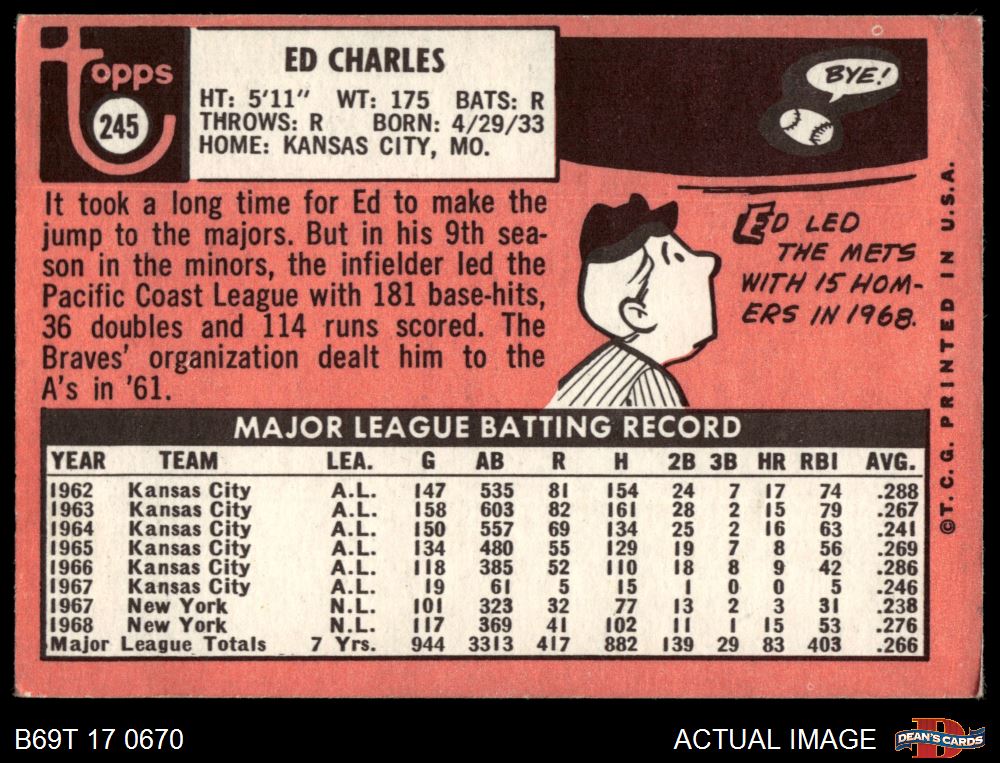 Topps
245
ED CHARLES
HT: 5'11" WT: 175 BATS: R
THROWS: R BORN: 4/29/33
HOME: KANSAS CITY, MO.
It took a long time for Ed to make the
jump to the majors. But in his 9th sea-
son in the minors, the infielder led the
Pacific Coast League with 181 base-hits,
36 doubles and 114 runs scored. The
Braves' organization dealt him to the
A's in '61.
BYE!
ED LED
THE METS
WITH 15 HOM-
ERS IN 1968.
©T.C.G. PRINTED IN U.S.A.
MAJOR LEAGUE BATTING RECORD
YEAR TEAM LEA. G AB R H 2B 3B HR RBI AVG.
1962 Kansas City A.L. 147 535 81 154 24 7 17 74 .288
1963 Kansas City A.L. 158 603 82 161 28 2 15 79 .267
1964 Kansas City A.L. 150 557 69 134 25 2 16 63 .241
1965 Kansas City A.L. 134 480 55 129 19 7 8 56 .269
1966 Kansas City A.L. 118 385 52 110 18 8 9 42 .286
1967 Kansas City A.L. 19 61 5 15 1 0 0 5 .246
1967 New York N.L. 101 323 32 77 13 2 3 31 .238
1968 New York N.L. 117 369 41 102 11 1 15 53 .276
Major League Totals 7 Yrs. 944 3313 417 882 139 29 83 403 .266
B69T 17 0670
ACTUAL IMAGE
DEAN'S CARDS